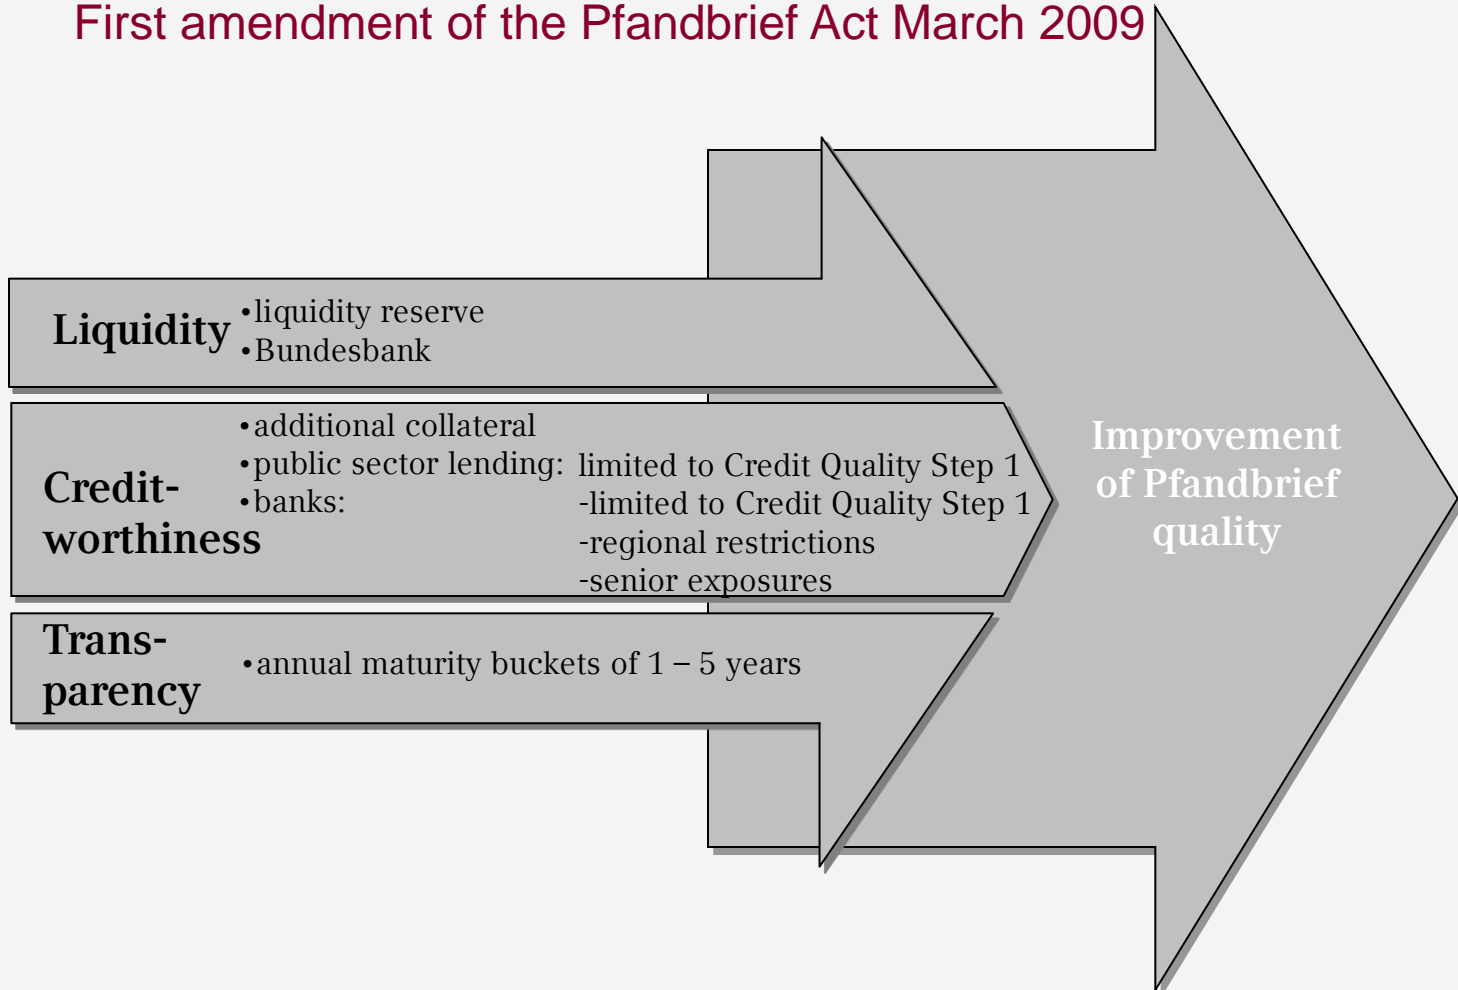 First amendment of the Pfandbrief Act March 2009
Liquidity
•liquidity reserve
•Bundesbank
Credit-
worthiness
•additional collateral
•public sector lending: limited to Credit Quality Step 1
•banks: -limited to Credit Quality Step 1
-regional restrictions
-senior exposures
Trans-
parency
•annual maturity buckets of 1 – 5 years
Improvement
of Pfandbrief
quality